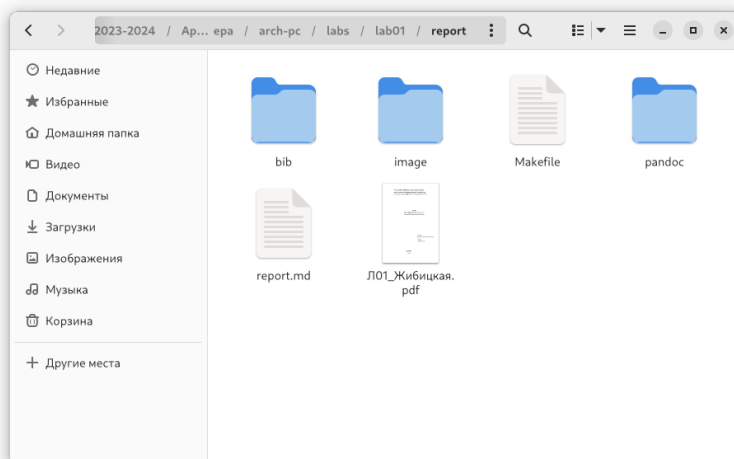 2023-2024 / Ap... ера / arch-pc / labs / lab01 / report
Недавние
Избранные
Домашняя папка
Видео
Документы
Загрузки
Изображения
Музыка
Корзина
Другие места
bib
image
Makefile
pandoc
report.md
Л01_Жибицкая.
pdf